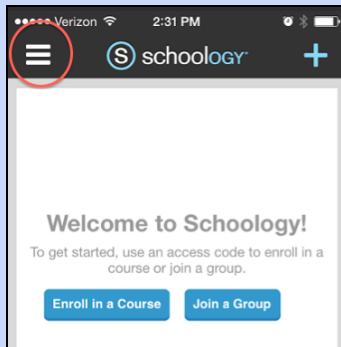 Verizon 2:31 PM
S schoology
Welcome to Schoology!
To get started, use an access code to enroll in a
course or join a group.
Enroll in a Course Join a Group